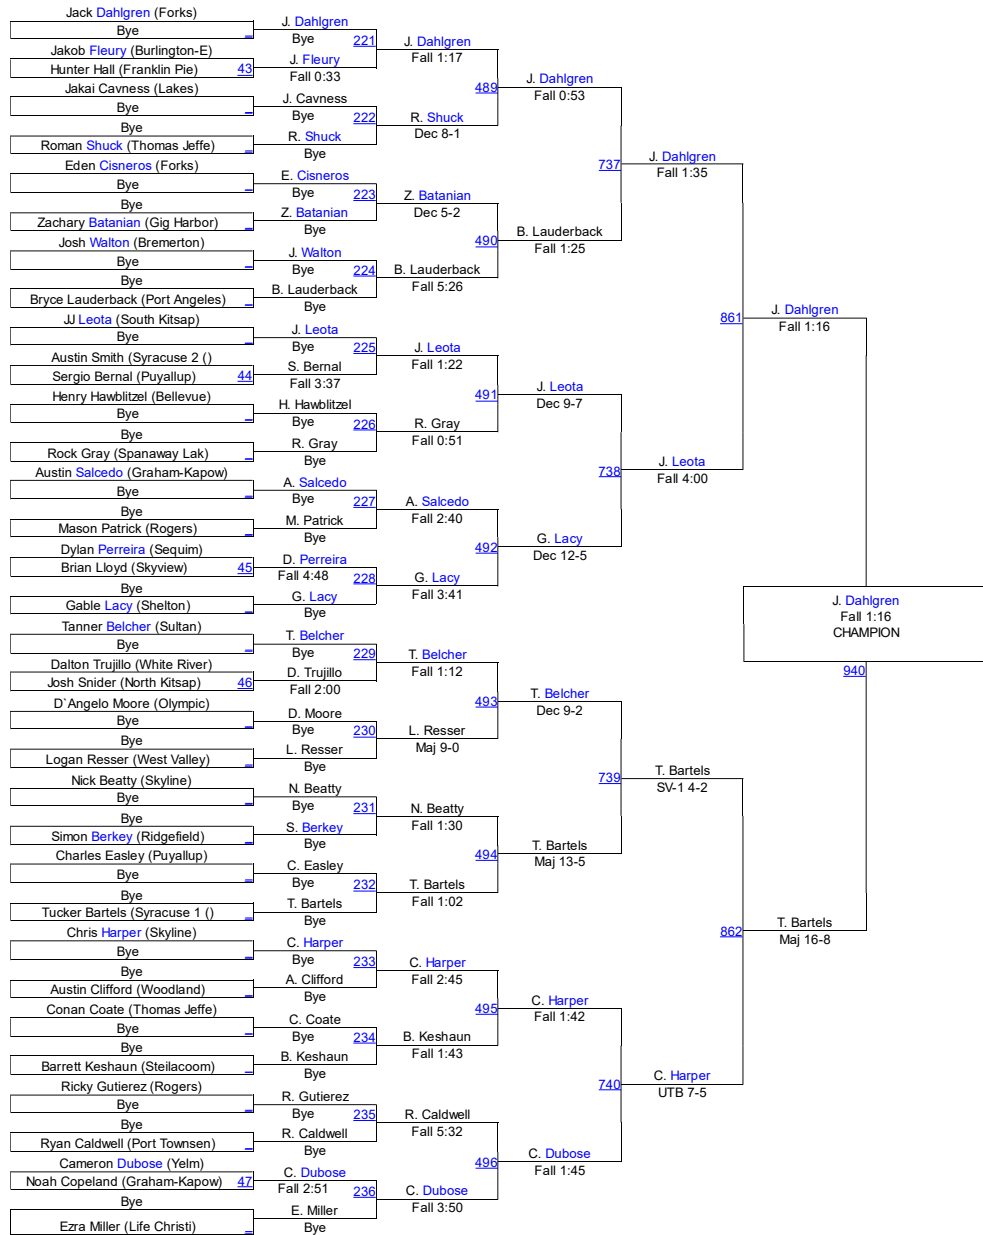 Jack Dahlgren (Forks)
Bye
Jakob Fleury (Burlington-E)
Hunter Hall (Franklin Pie) 43
Jakai Cavness (Lakes)
Bye
Bye
Roman Shuck (Thomas Jeffe)
Eden Cisneros (Forks)
Bye
Bye
Zachary Batanian (Gig Harbor)
Josh Walton (Bremerton)
Bye
Bye
Bryce Lauderback (Port Angeles)
JJ Leota (South Kitsap)
Bye
Austin Smith (Syracuse 2 ()
Sergio Bernal (Puyallup) 44
Henry Hawblitzel (Bellevue)
Bye
Bye
Rock Gray (Spanaway Lak)
Austin Salcedo (Graham-Kapow)
Bye
Bye
Mason Patrick (Rogers)
Dylan Perreira (Sequim)
Brian Lloyd (Skyview) 45
Bye
Gable Lacy (Shelton)
Tanner Belcher (Sultan)
Bye
Dalton Trujillo (White River)
Josh Snider (North Kitsap) 46
D`Angelo Moore (Olympic)
Bye
Bye
Logan Resser (West Valley)
Nick Beatty (Skyline)
Bye
Bye
Simon Berkey (Ridgefield)
Charles Easley (Puyallup)
Bye
Bye
Tucker Bartels (Syracuse 1 ()
Chris Harper (Skyline)
Bye
Bye
Austin Clifford (Woodland)
Conan Coate (Thomas Jeffe)
Bye
Bye
Barrett Keshaun (Steilacoom)
Ricky Gutierez (Rogers)
Bye
Bye
Ryan Caldwell (Port Townsen)
Cameron Dubose (Yelm)
Noah Copeland (Graham-Kapow) 47
Bye
Ezra Miller (Life Christi)
J. Dahlgren
Bye 221
J. Fleury
Fall 0:33
J. Cavness
Bye 222
R. Shuck
Bye
E. Cisneros
Bye 223
Z. Batanian
Bye
J. Walton
Bye 224
B. Lauderback
Bye
J. Leota
Bye 225
S. Bernal
Fall 3:37
H. Hawblitzel
Bye 226
R. Gray
Bye
A. Salcedo
Bye 227
M. Patrick
Bye
D. Perreira
Fall 4:48 228
G. Lacy
Bye
T. Belcher
Bye 229
D. Trujillo
Fall 2:00
D. Moore
Bye 230
L. Resser
Bye
N. Beatty
Bye 231
S. Berkey
Bye
C. Easley
Bye 232
T. Bartels
Bye
C. Harper
Bye 233
A. Clifford
Bye
C. Coate
Bye 234
B. Keshaun
Bye
R. Gutierez
Bye 235
R. Caldwell
Bye
C. Dubose
Fall 2:51 236
E. Miller
Bye
J. Dahlgren
Fall 1:17
489
R. Shuck
Dec 8-1
Z. Batanian
Dec 5-2
490
B. Lauderback
Fall 5:26
J. Leota
Fall 1:22
491
R. Gray
Fall 0:51
A. Salcedo
Fall 2:40
492
G. Lacy
Fall 3:41
T. Belcher
Fall 1:12
493
L. Resser
Maj 9-0
N. Beatty
Fall 1:30
494
T. Bartels
Fall 1:02
C. Harper
Fall 2:45
495
B. Keshaun
Fall 1:43
R. Caldwell
Fall 5:32
496
C. Dubose
Fall 3:50
J. Dahlgren
Fall 0:53
737
B. Lauderback
Fall 1:25
J. Leota
Dec 9-7
738
G. Lacy
Dec 12-5
T. Belcher
Dec 9-2
739
T. Bartels
Maj 13-5
C. Harper
Fall 1:42
740
C. Dubose
Fall 1:45
J. Dahlgren
Fall 1:35
861
J. Leota
Fall 4:00
T. Bartels
SV-1 4-2
862
C. Harper
UTB 7-5
J. Dahlgren
Fall 1:16
T. Bartels
Maj 16-8
J. Dahlgren
Fall 1:16
CHAMPION
940